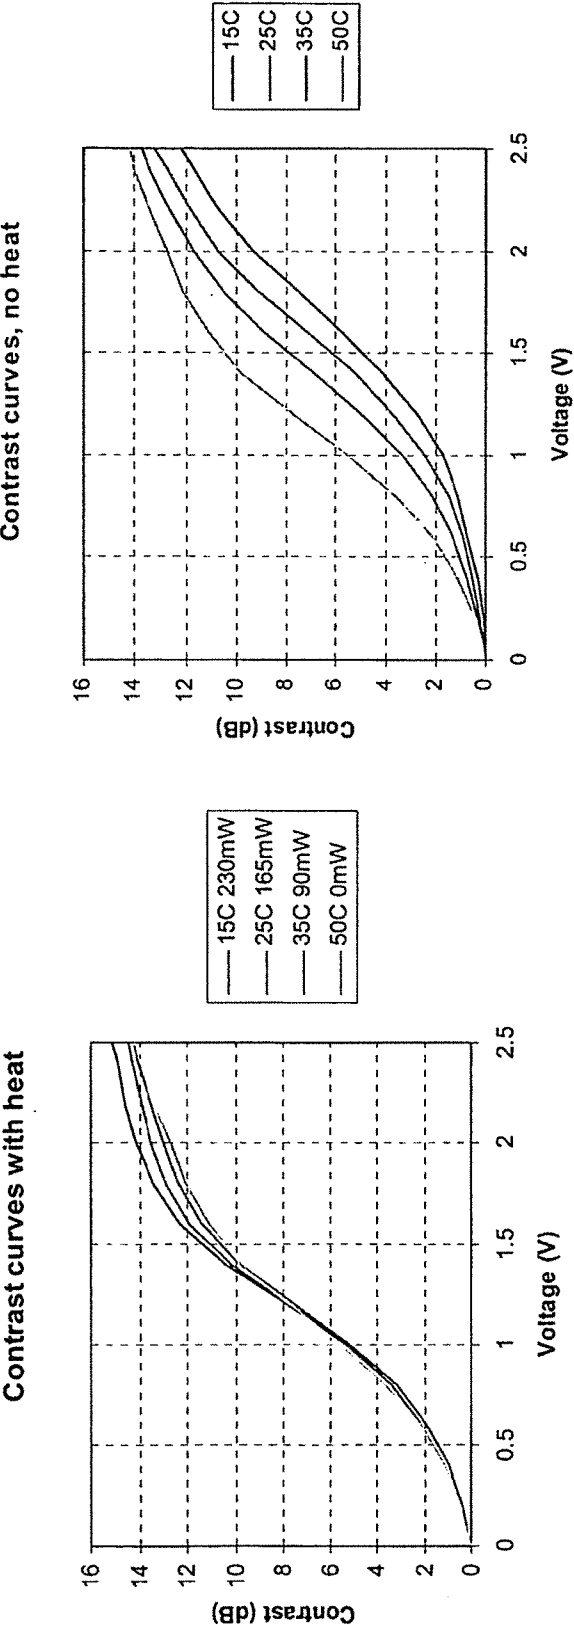 Contrast curves with heat
16
14
12
10
8
6
4
2
0
Contrast (dB)
0
0.5
1
1.5
2
2.5
Voltage (V)
15C 230mW
25C 165mW
35C 90mW
50C 0mW
Contrast curves, no heat
16
14
12
10
8
6
4
2
0
Contrast (dB)
0
0.5
1
1.5
2
2.5
Voltage (V)
15C
25C
35C
50C